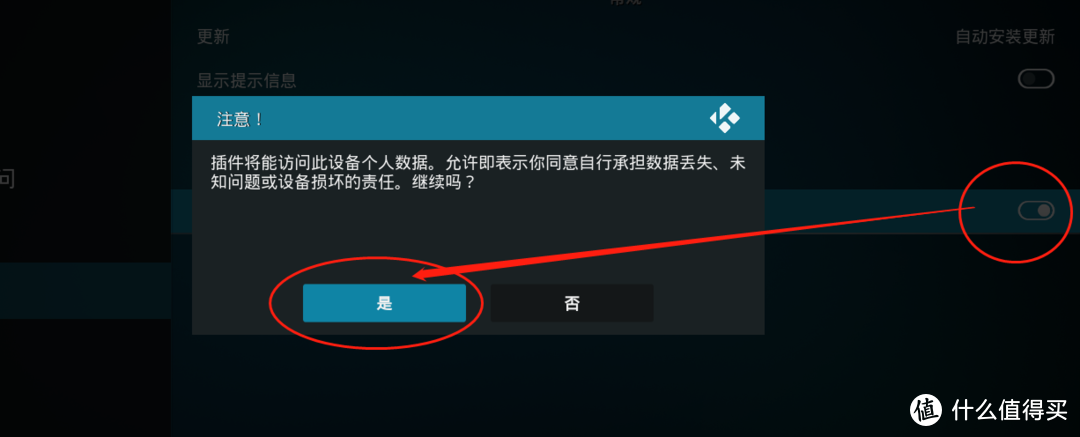 更新
自动安装更新
显示提示信息
注意！
插件将能访问此设备个人数据。允许即表示你同意自行承担数据丢失、未
知问题或设备损坏的责任。继续吗？
问
是
否
值 什么值得买